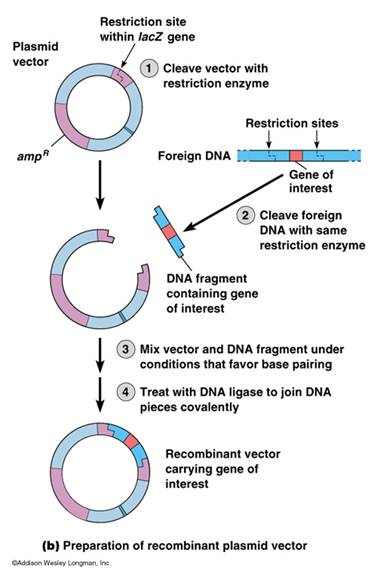 Restriction site
within lacZ gene
Plasmid
vector
1 Cleave vector with
restriction enzyme
Restriction sites
amp R
Foreign DNA
Gene of
interest
2 Cleave foreign
DNA with same
restriction enzyme
DNA fragment
containing gene
of interest
3 Mix vector and DNA fragment under
conditions that favor base pairing
4 Treat with DNA ligase to join DNA
pieces covalently
Recombinant vector
carrying gene of
interest
(b) Preparation of recombinant plasmid vector
©Addison Wesley Longman, Inc.